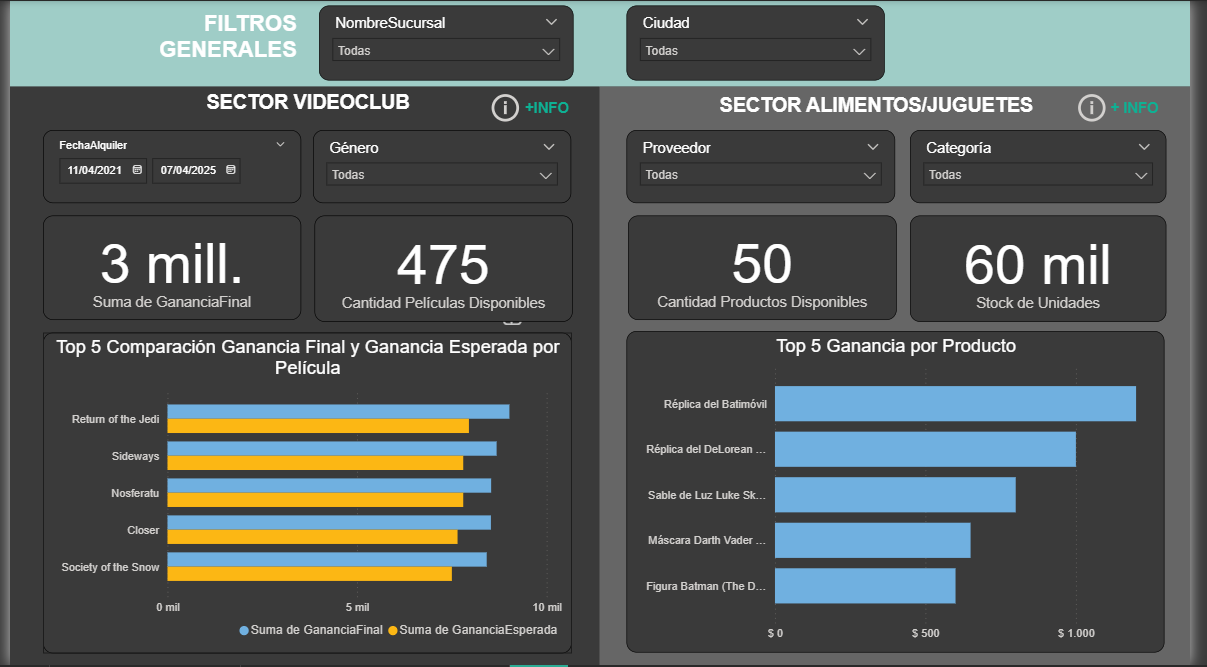 FILTROS
GENERALES
NombreSucursal
Todas
Ciudad
Todas
SECTOR VIDEOCLUB
i
+INFO
FechaAlquiler
11/04/2021
07/04/2025
Género
Todas
3 mill.
Suma de GananciaFinal
475
Cantidad Películas Disponibles
Top 5 Comparación Ganancia Final y Ganancia Esperada por
Película
Return of the Jedi
Sideways
Nosferatu
Closer
Society of the Snow
0 mil
5 mil
10 mil
Suma de GananciaFinal
Suma de GananciaEsperada
SECTOR ALIMENTOS/JUGUETES
i
+ INFO
Proveedor
Todas
Categoría
Todas
50
Cantidad Productos Disponibles
60 mil
Stock de Unidades
Top 5 Ganancia por Producto
Réplica del Batimóvil
Réplica del DeLorean ...
Sable de Luz Luke Sk...
Máscara Darth Vader ...
Figura Batman (The D...
$ 0
$ 500
$ 1.000